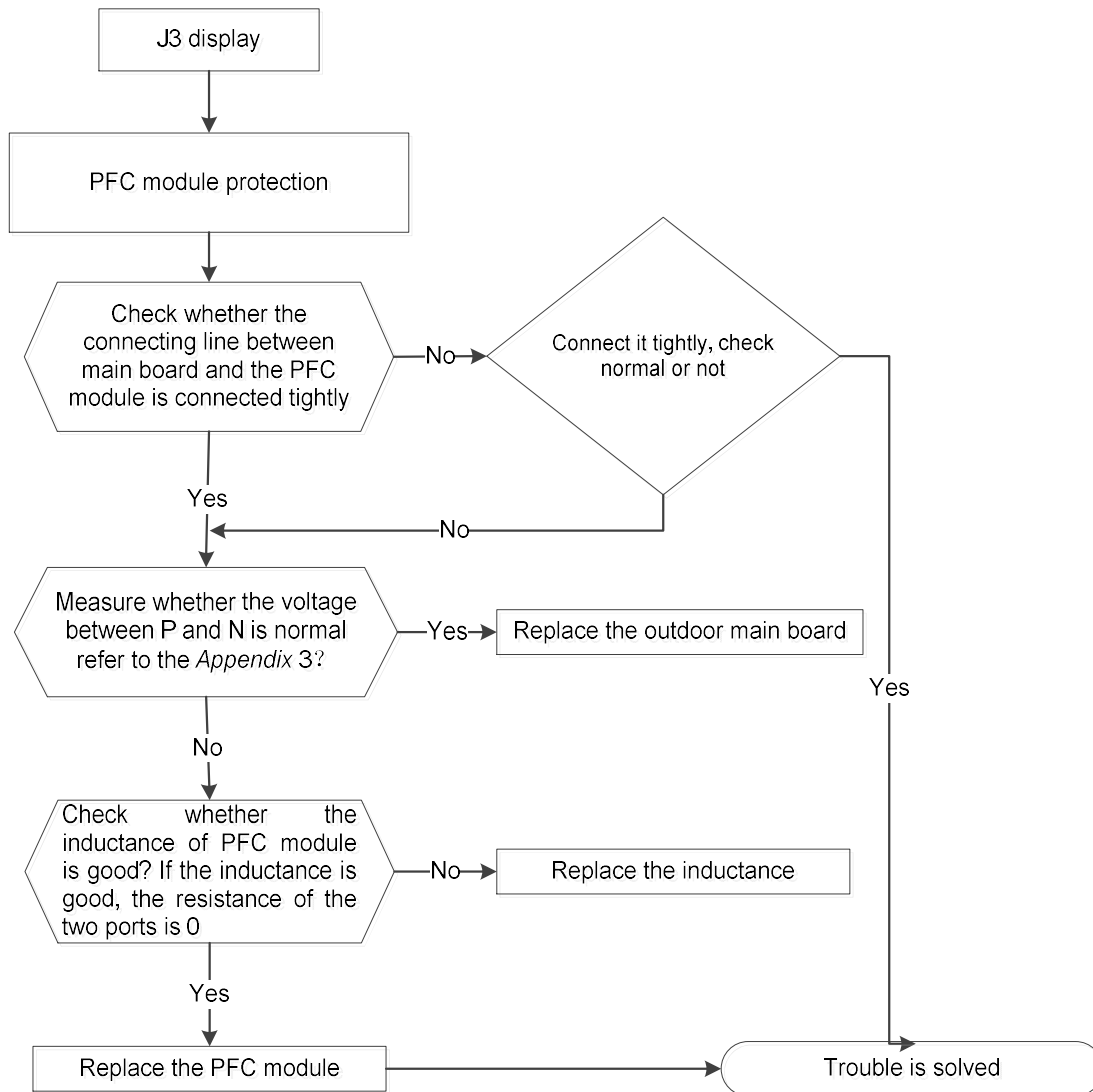 J3 display
PFC module protection
Check whether the
connecting line between
main board and the PFC
module is connected tightly
No
Connect it tightly, check
normal or not
Yes
No
Measure whether the voltage
between P and N is normal
refer to the Appendix 3?
Yes
Replace the outdoor main board
Yes
No
Check whether the
inductance of PFC module
is good? If the inductance is
good, the resistance of the
two ports is 0
No
Replace the inductance
Yes
Replace the PFC module
Trouble is solved